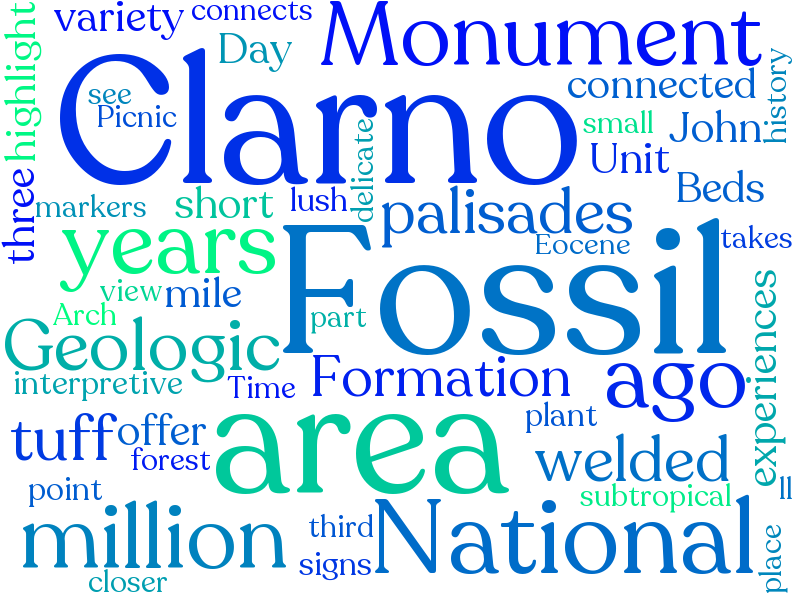 variety
connects
Monument
highlight
Day
Clarno
see
Picnic
connected
history
small
John
delicate
Unit
three
markers
short
lush
palisades
Beds
years
Fossil
Eocene
takes
view
mile
Arch
part
Geologic
experiences
interpretive
Time
Formation
ago
tuff
offer
area
plant
forest
welded
point
subtropical
ll
million
third
National
signs
place
closer